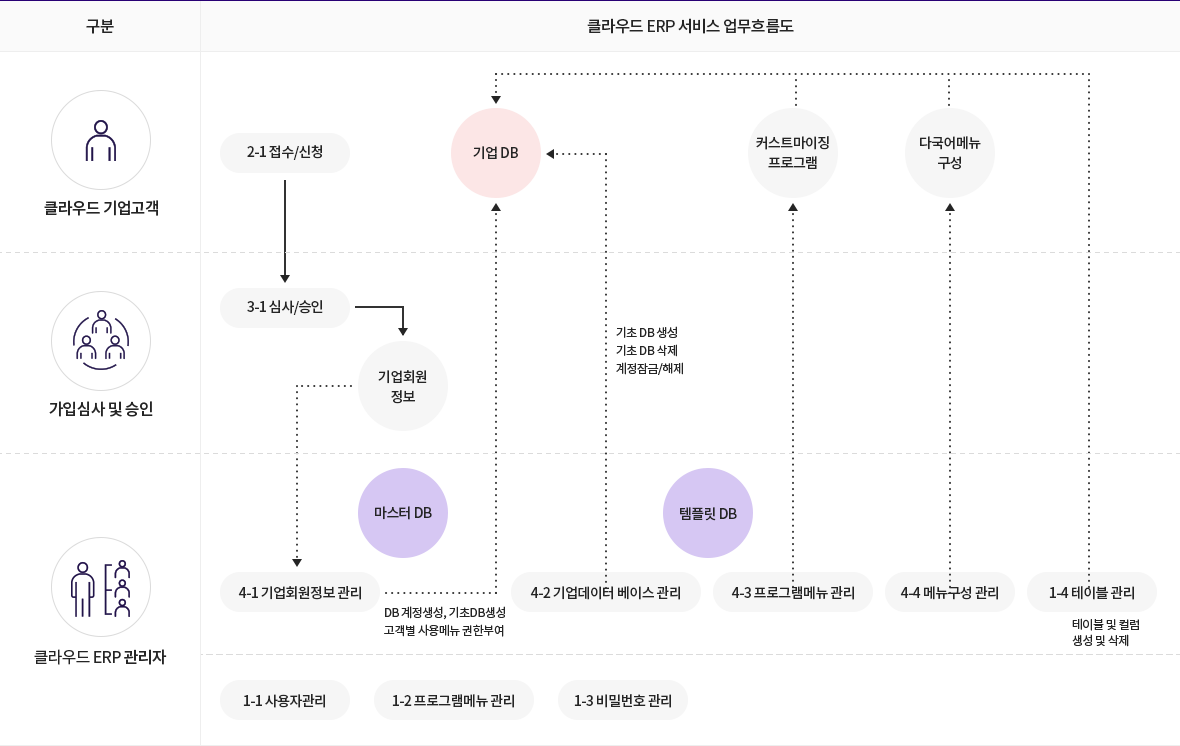 구분
클라우드 ERP 서비스 업무흐름도
클라우드 기업고객
2-1 접수/신청
기업 DB
커스트마이징
프로그램
다국어메뉴
구성
가입심사 및 승인
3-1 심사/승인
기업회원
정보
기초 DB 생성
기초 DB 삭제
계정잠금/해제
클라우드 ERP 관리자
마스터 DB
템플릿 DB
4-1 기업회원정보 관리
DB 계정생성, 기초DB생성
고객별 사용메뉴 권한부여
4-2 기업데이터 베이스 관리
4-3 프로그램메뉴 관리
4-4 메뉴구성 관리
1-4 테이블 관리
테이블 및 컬럼
생성 및 삭제
1-1 사용자관리
1-2 프로그램메뉴 관리
1-3 비밀번호 관리